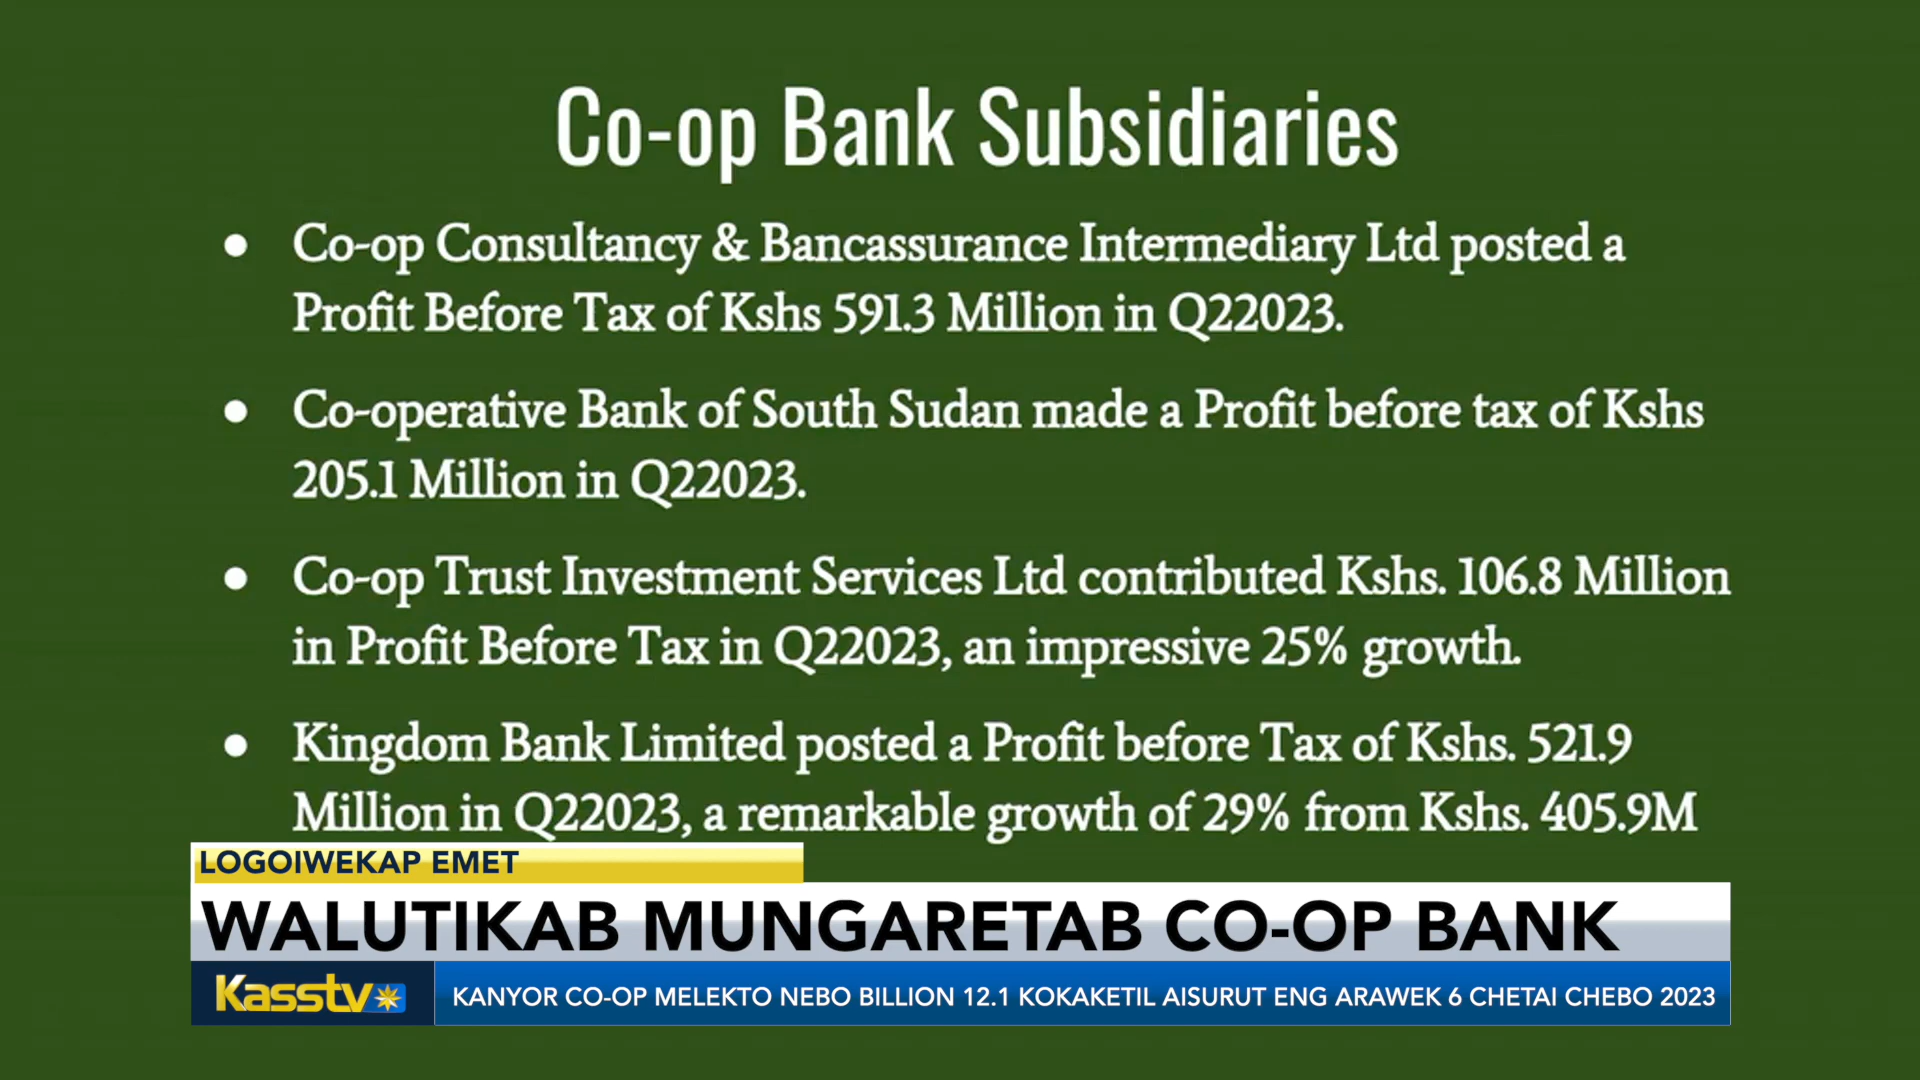 Co-op Bank Subsidiaries
● Co-op Consultancy & Bancassurance Intermediary Ltd posted a
Profit Before Tax of Kshs 591.3 Million in Q22023.
● Co-operative Bank of South Sudan made a Profit before tax of Kshs
205.1 Million in Q22023.
● Co-op Trust Investment Services Ltd contributed Kshs. 106.8 Million
in Profit Before Tax in Q22023, an impressive 25% growth.
● Kingdom Bank Limited posted a Profit before Tax of Kshs. 521.9
Million in Q22023, a remarkable growth of 29% from Kshs. 405.9M
LOGOIWEKAP EMET
WALUTIKAB MUNGARETAB CO-OP BANK
Kasstv
KANYOR CO-OP MELEKTO NEBO BILLION 12.1 KOKAKETIL AISURUT ENG ARAWEK 6 CHETAI CHEBO 2023